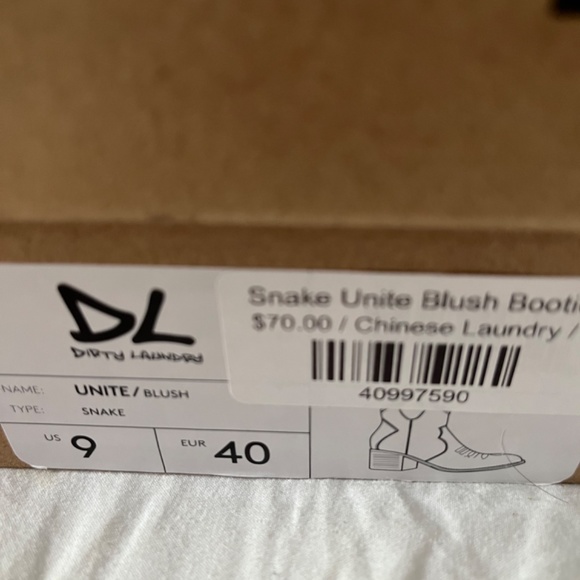 DL
DIRTY LAUNDRY
Snake Unite Blush Booti
$70.00 / Chinese Laundry /
40997590
NAME: UNITE / BLUSH
TYPE: SNAKE
US 9 EUR 40